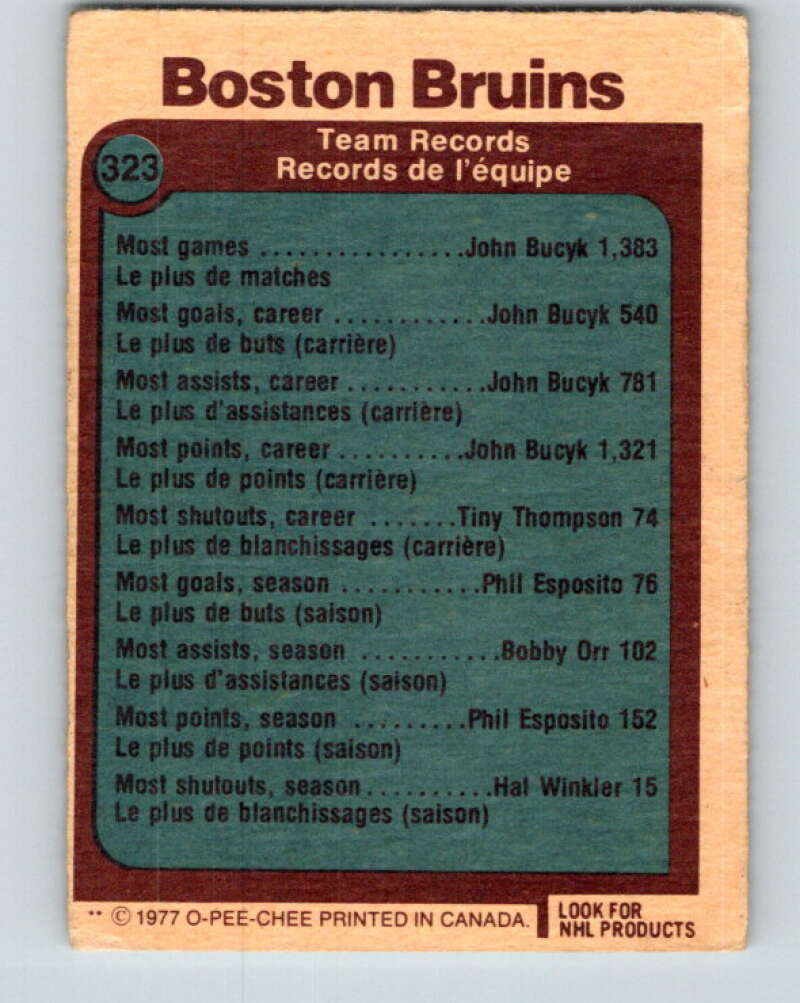 Boston Bruins
323
Team Records
Records de l'équipe
Most games ................John Bucyk 1,383
Le plus de matches
Most goals, career ............John Bucyk 540
Le plus de buts (carrière)
Most assists, career ...........John Bucyk 781
Le plus d'assistances (carrière)
Most points, career ..........John Bucyk 1,321
Le plus de points (carrière)
Most shutouts, career .......Tiny Thompson 74
Le plus de blanchissages (carrière)
Most goals, season ...........Phil Esposito 76
Le plus de buts (saison)
Most assists, season ...........Bobby Orr 102
Le plus d'assistances (saison)
Most points, season .........Phil Esposito 152
Le plus de points (saison)
Most shutouts, season..........Hal Winkler 15
Le plus de blanchissages (saison)
** © 1977 O-PEE-CHEE PRINTED IN CANADA.
LOOK FOR
NHL PRODUCTS